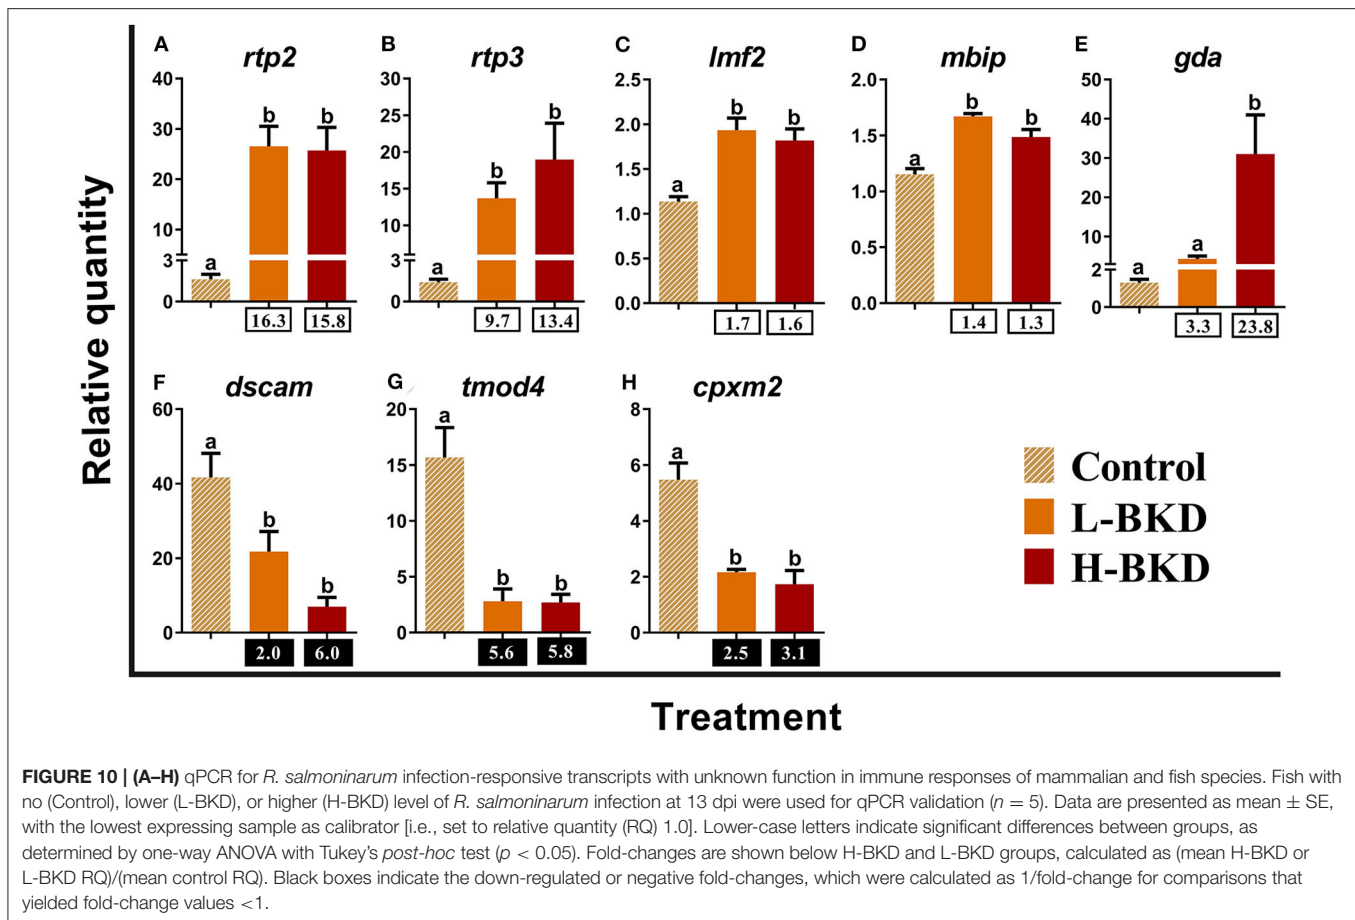 A
rtp2
40
30
20
10
3
0
a
b
b
16.3
15.8
B
rtp3
30
25
20
15
10
5
3
0
a
b
b
9.7
13.4
C
lmf2
2.5
2.0
1.5
1.0
0.5
0.0
a
b
b
1.7
1.6
D
mbip
2.0
1.5
1.0
0.5
0.0
a
b
b
1.4
1.3
E
gda
50
40
30
20
10
2
0
a
a
b
3.3
23.8
Relative quantity
F
dscam
60
40
20
0
a
b
b
2.0
6.0
G
tmod4
20
15
10
5
0
a
b
b
5.6
5.8
H
cpxm2
8
6
4
2
0
a
b
b
2.5
3.1
Control
L-BKD
H-BKD
Treatment
FIGURE 10 | (A–H) qPCR for R. salmoninarum infection-responsive transcripts with unknown function in immune responses of mammalian and fish species. Fish with
no (Control), lower (L-BKD), or higher (H-BKD) level of R. salmoninarum infection at 13 dpi were used for qPCR validation (n = 5). Data are presented as mean ± SE,
with the lowest expressing sample as calibrator [i.e., set to relative quantity (RQ) 1.0]. Lower-case letters indicate significant differences between groups, as
determined by one-way ANOVA with Tukey's post-hoc test (p < 0.05). Fold-changes are shown below H-BKD and L-BKD groups, calculated as (mean H-BKD or
L-BKD RQ)/(mean control RQ). Black boxes indicate the down-regulated or negative fold-changes, which were calculated as 1/fold-change for comparisons that
yielded fold-change values <1.